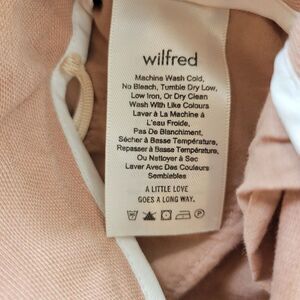 wilfred
Machine Wash Cold,
No Bleach, Tumble Dry Low,
Low Iron, Or Dry Clean
Wash With Like Colours
Laver à La Machine à
L'eau Froide,
Pas De Blanchiment,
Sécher à Basse Température,
Repasser à Basse Température,
Ou Nettoyer à Sec
Laver Avec Des Couleurs
Semblables
A LITTLE LOVE
GOES A LONG WAY.